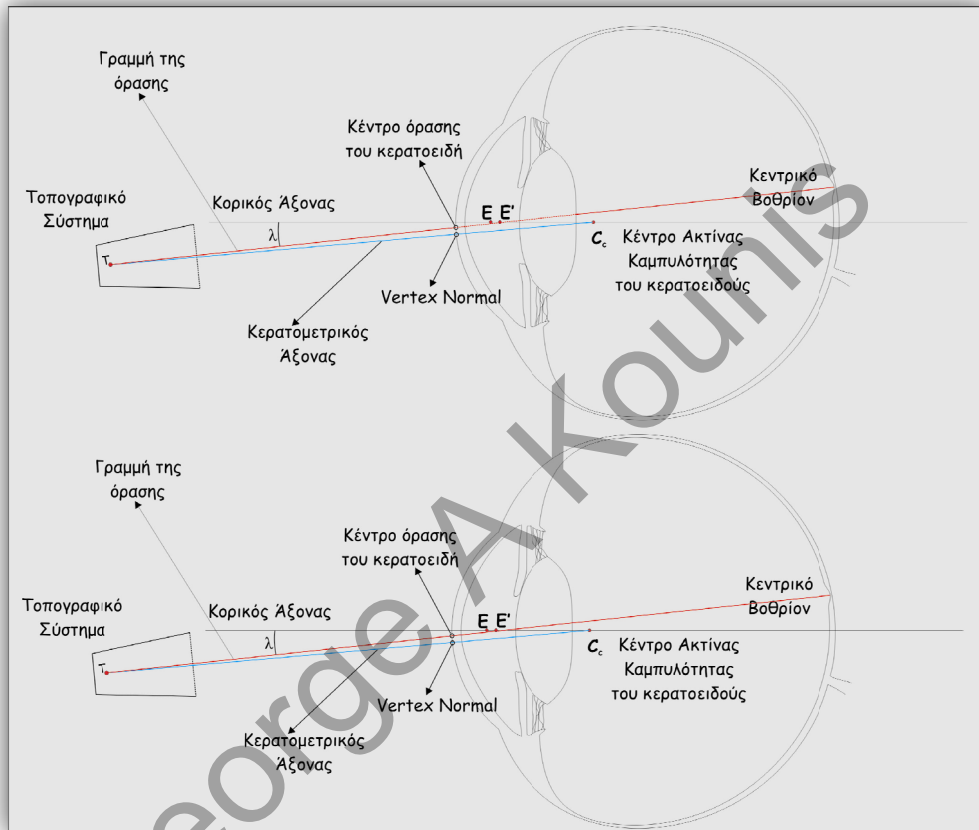 Γραμμή της
όρασης
Κέντρο όρασης
του κερατοειδή
Τοπογραφικό
Σύστημα
Κορικός Άξονας
λ
T
E E'
Κεντρικό
Βοθρίον
Cc
Κέντρο Ακτίνας
Καμπυλότητας
του κερατοειδούς
Vertex Normal
Κερατομετρικός
Άξονας
Γραμμή της
όρασης
Κέντρο όρασης
του κερατοειδή
Τοπογραφικό
Σύστημα
Κορικός Άξονας
λ
T
E E'
Κεντρικό
Βοθρίον
Cc
Κέντρο Ακτίνας
Καμπυλότητας
του κερατοειδούς
Vertex Normal
Κερατομετρικός
Άξονας
George A Kounis